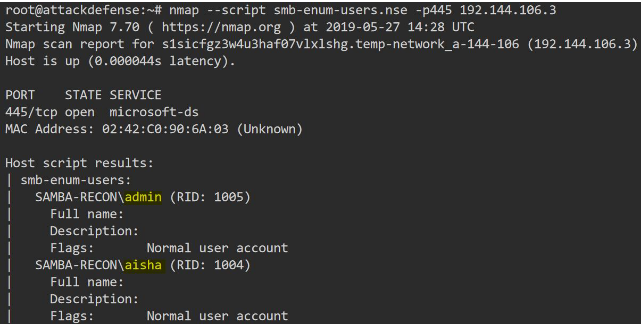 root@attackdefense:~# nmap --script smb-enum-users.nse -p445 192.144.106.3
Starting Nmap 7.70 ( https://nmap.org ) at 2019-05-27 14:28 UTC
Nmap scan report for s1sicfgz3w4u3haf07vlxlshg.temp-network_a-144-106 (192.144.106.3)
Host is up (0.000044s latency).

PORT    STATE SERVICE
445/tcp open  microsoft-ds
MAC Address: 02:42:C0:90:6A:03 (Unknown)

Host script results:
| smb-enum-users:
|   SAMBA-RECON\admin (RID: 1005)
|     Full name:
|     Description:
|     Flags:       Normal user account
|   SAMBA-RECON\aisha (RID: 1004)
|     Full name:
|     Description:
|     Flags:       Normal user account